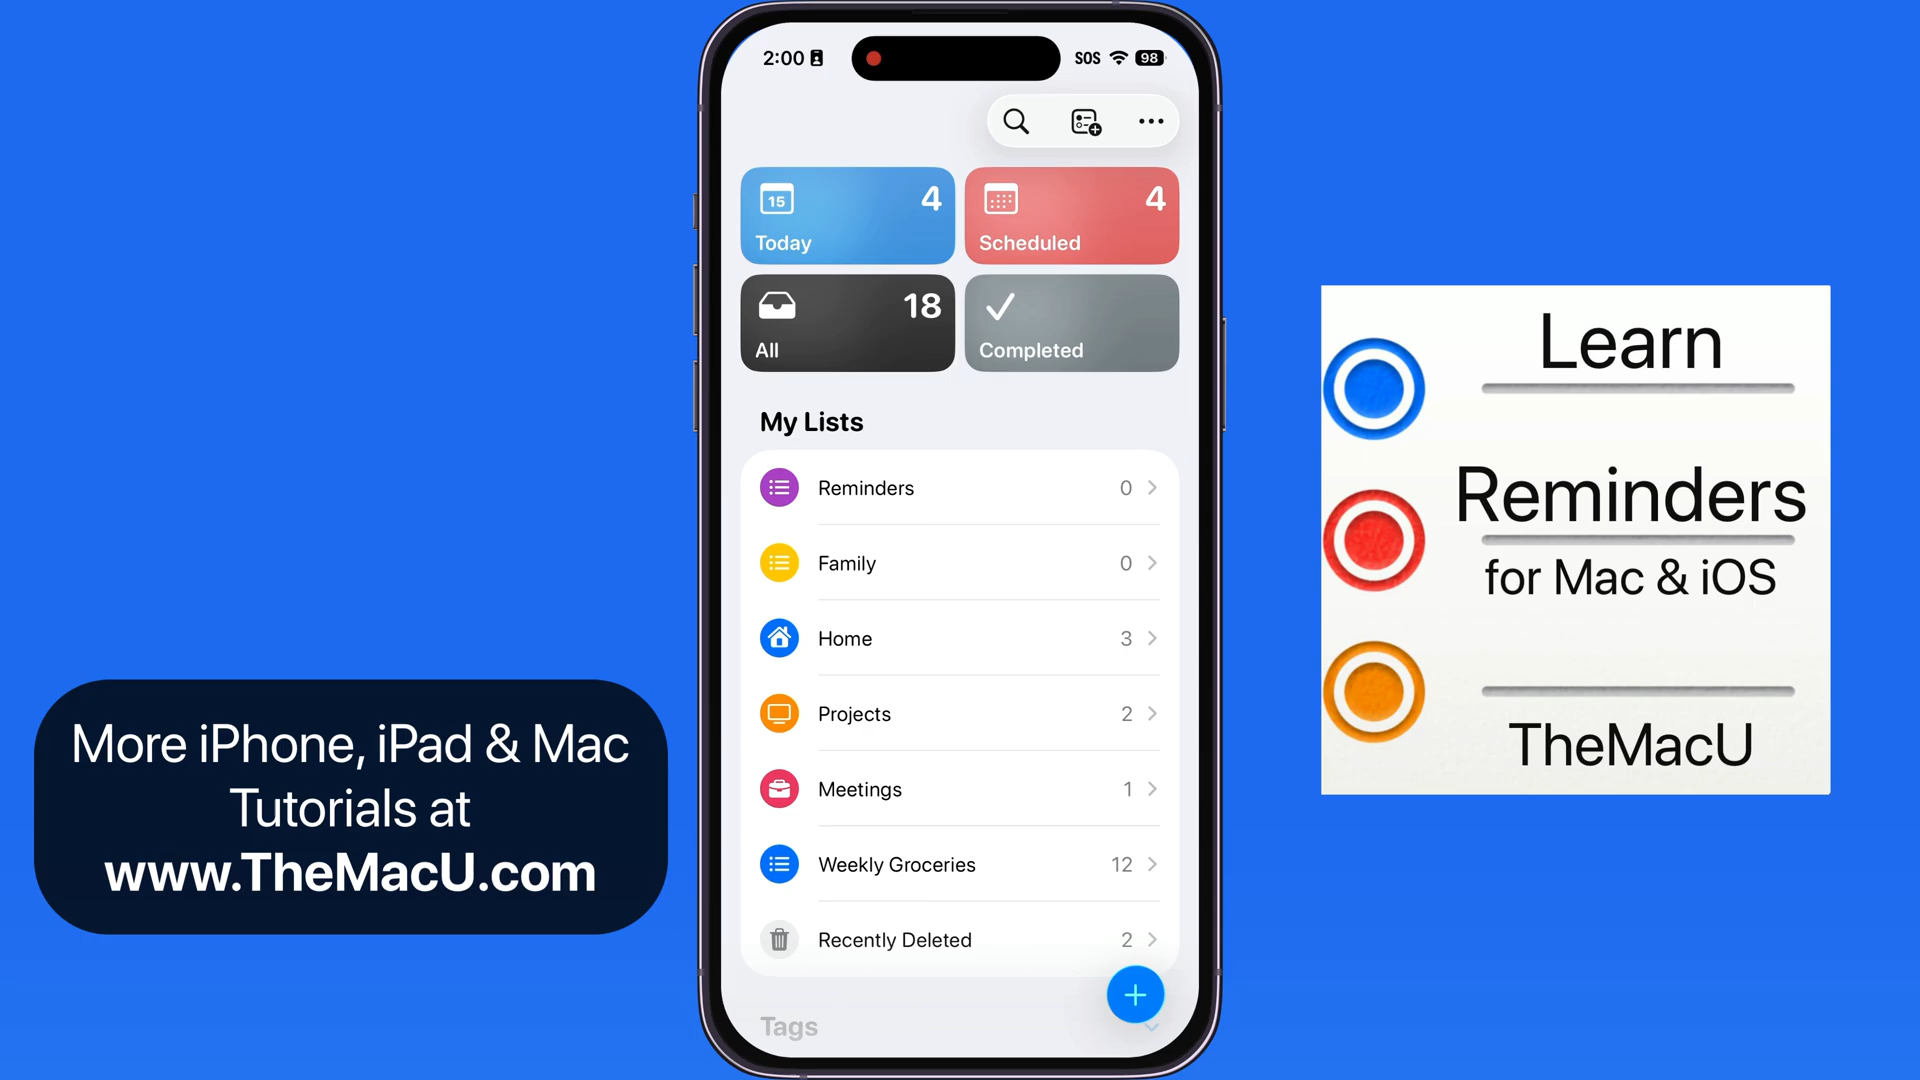 2:00
SOS 98
15
4
Today
4
Scheduled
18
All
Completed
My Lists
Reminders 0
Family 0
Home 3
Projects 2
Meetings 1
Weekly Groceries 12
Recently Deleted 2
Tags
More iPhone, iPad & Mac
Tutorials at
www.TheMacU.com
Learn
Reminders
for Mac & iOS
TheMacU